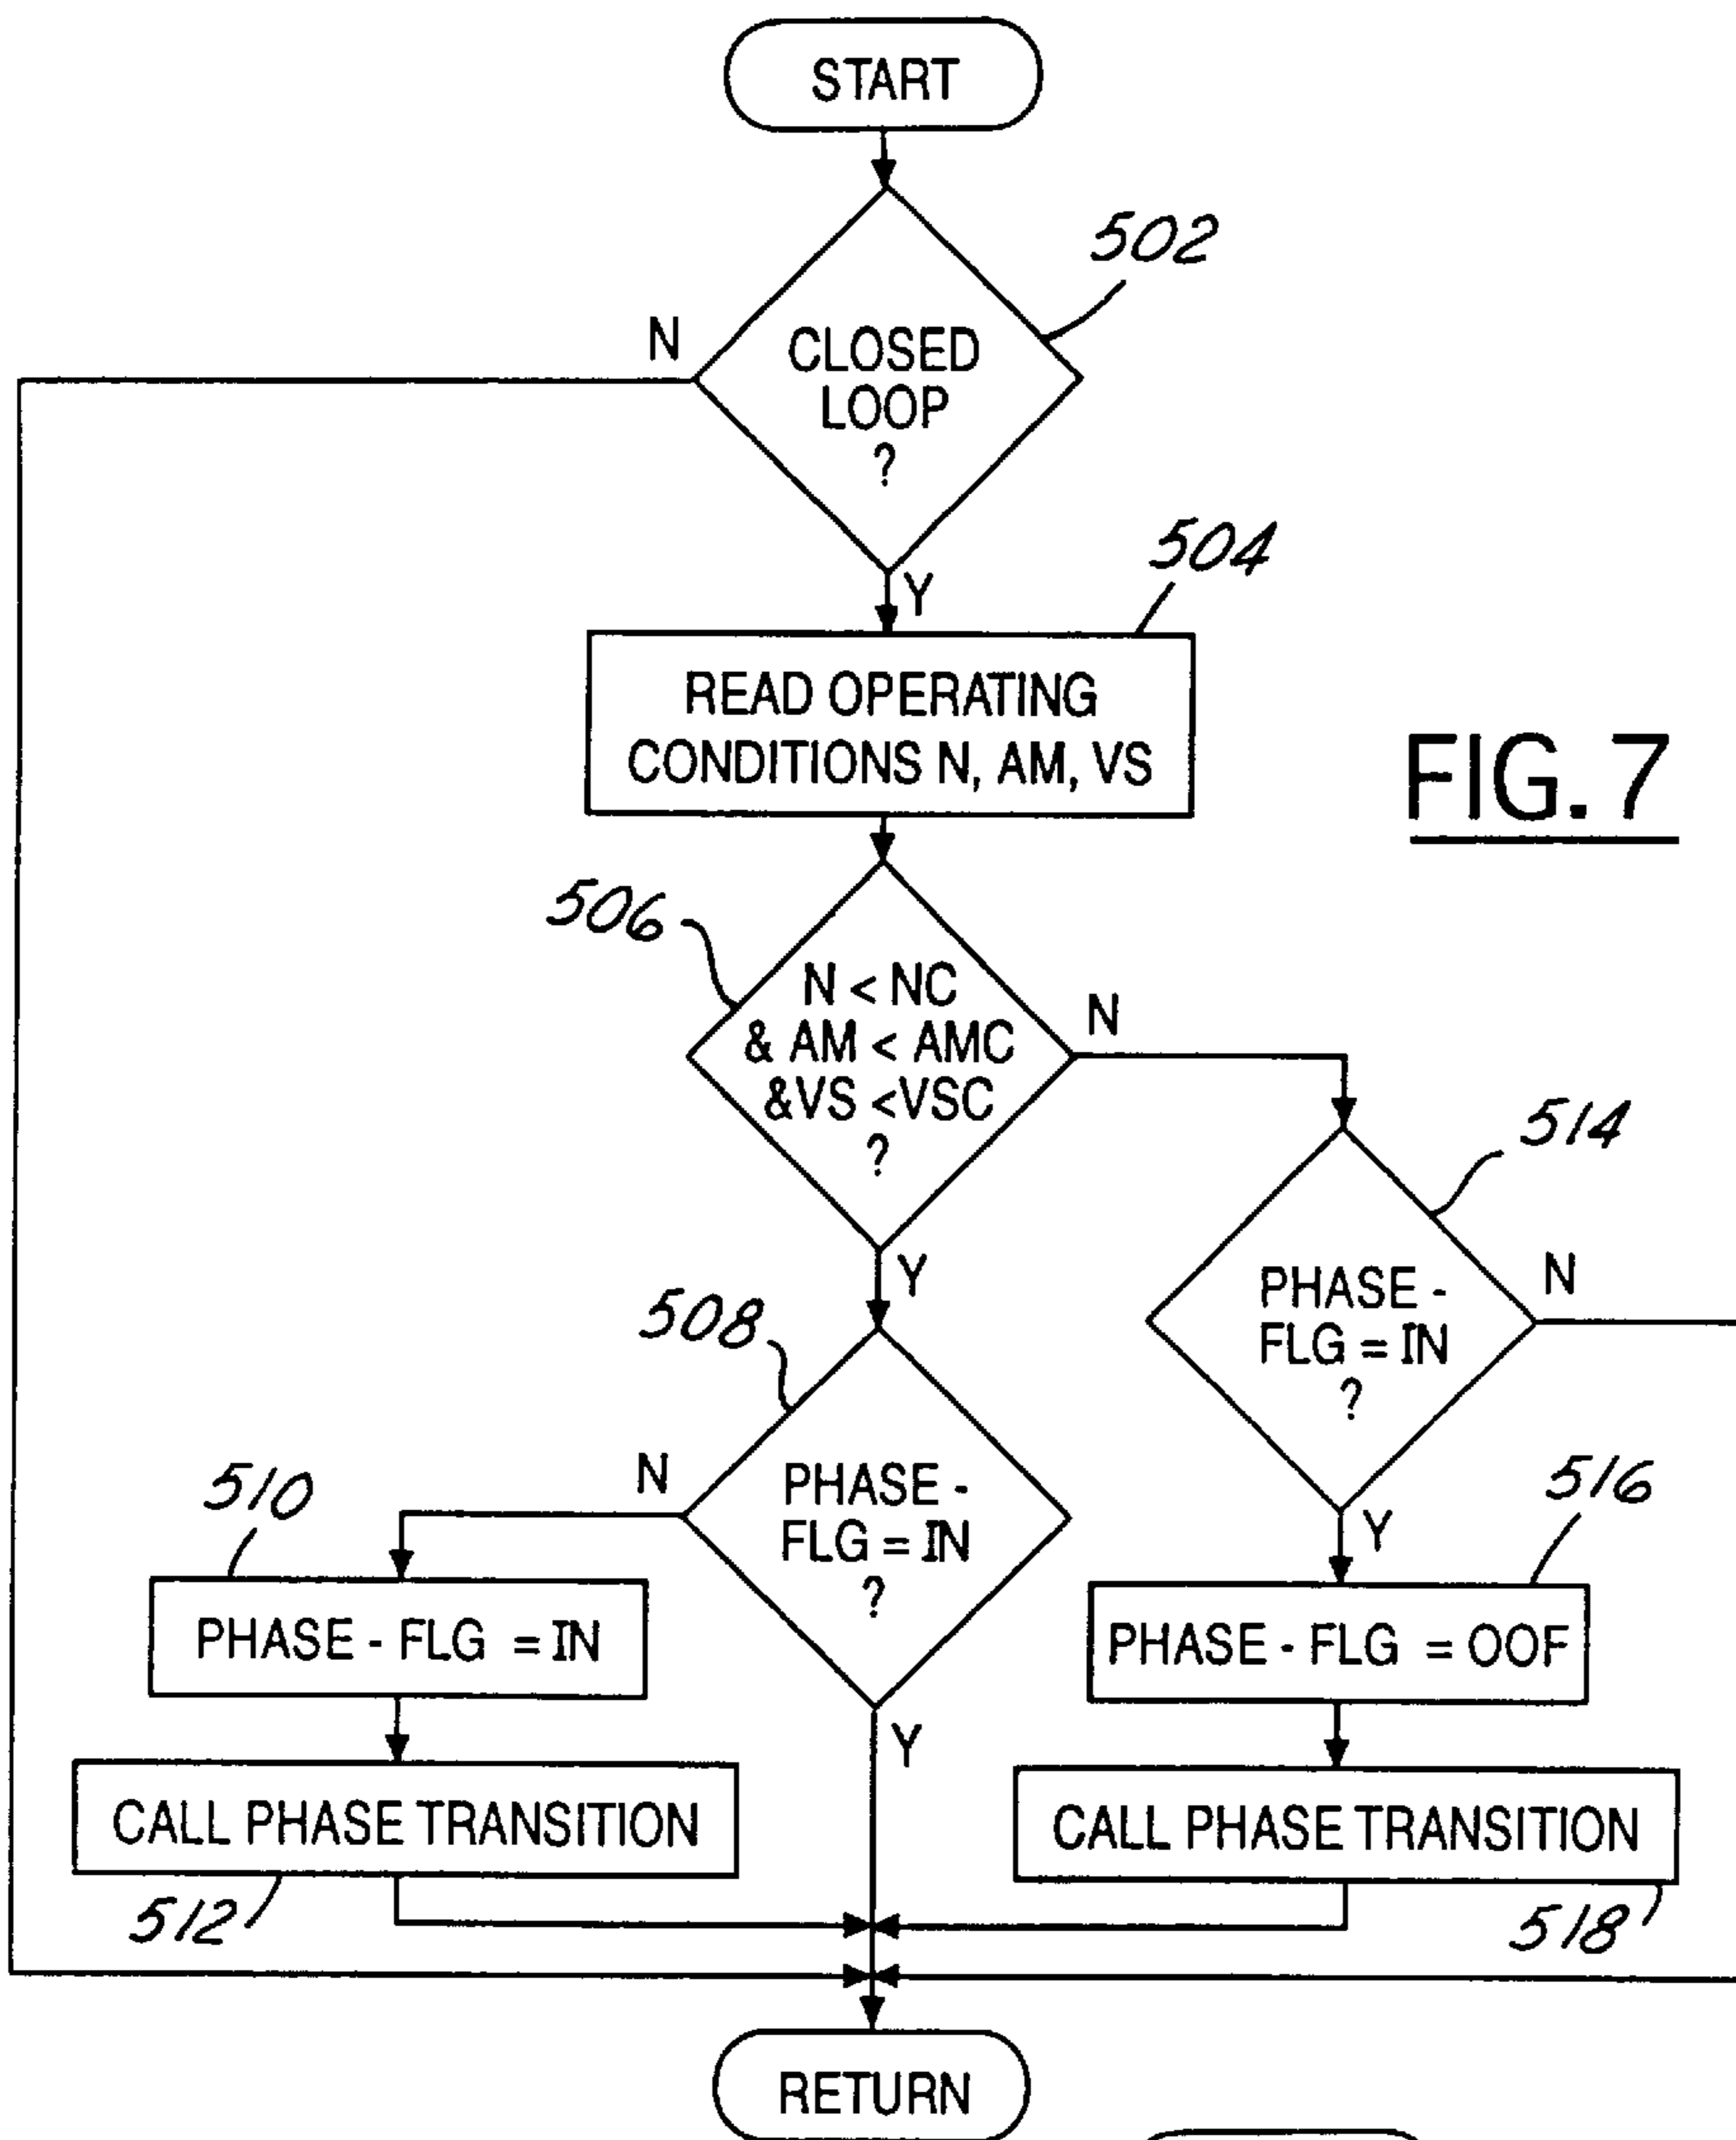 START
502
N
CLOSED
LOOP
?
Y
504
READ OPERATING
CONDITIONS N, AM, VS
FIG. 7
506
N < NC
& AM < AMC
&VS <VSC
?
N
Y
514
PHASE -
FLG = IN
?
N
Y
508
PHASE -
FLG = IN
?
N
Y
510
PHASE - FLG = IN
516
PHASE - FLG = OOF
CALL PHASE TRANSITION
512
CALL PHASE TRANSITION
518
RETURN